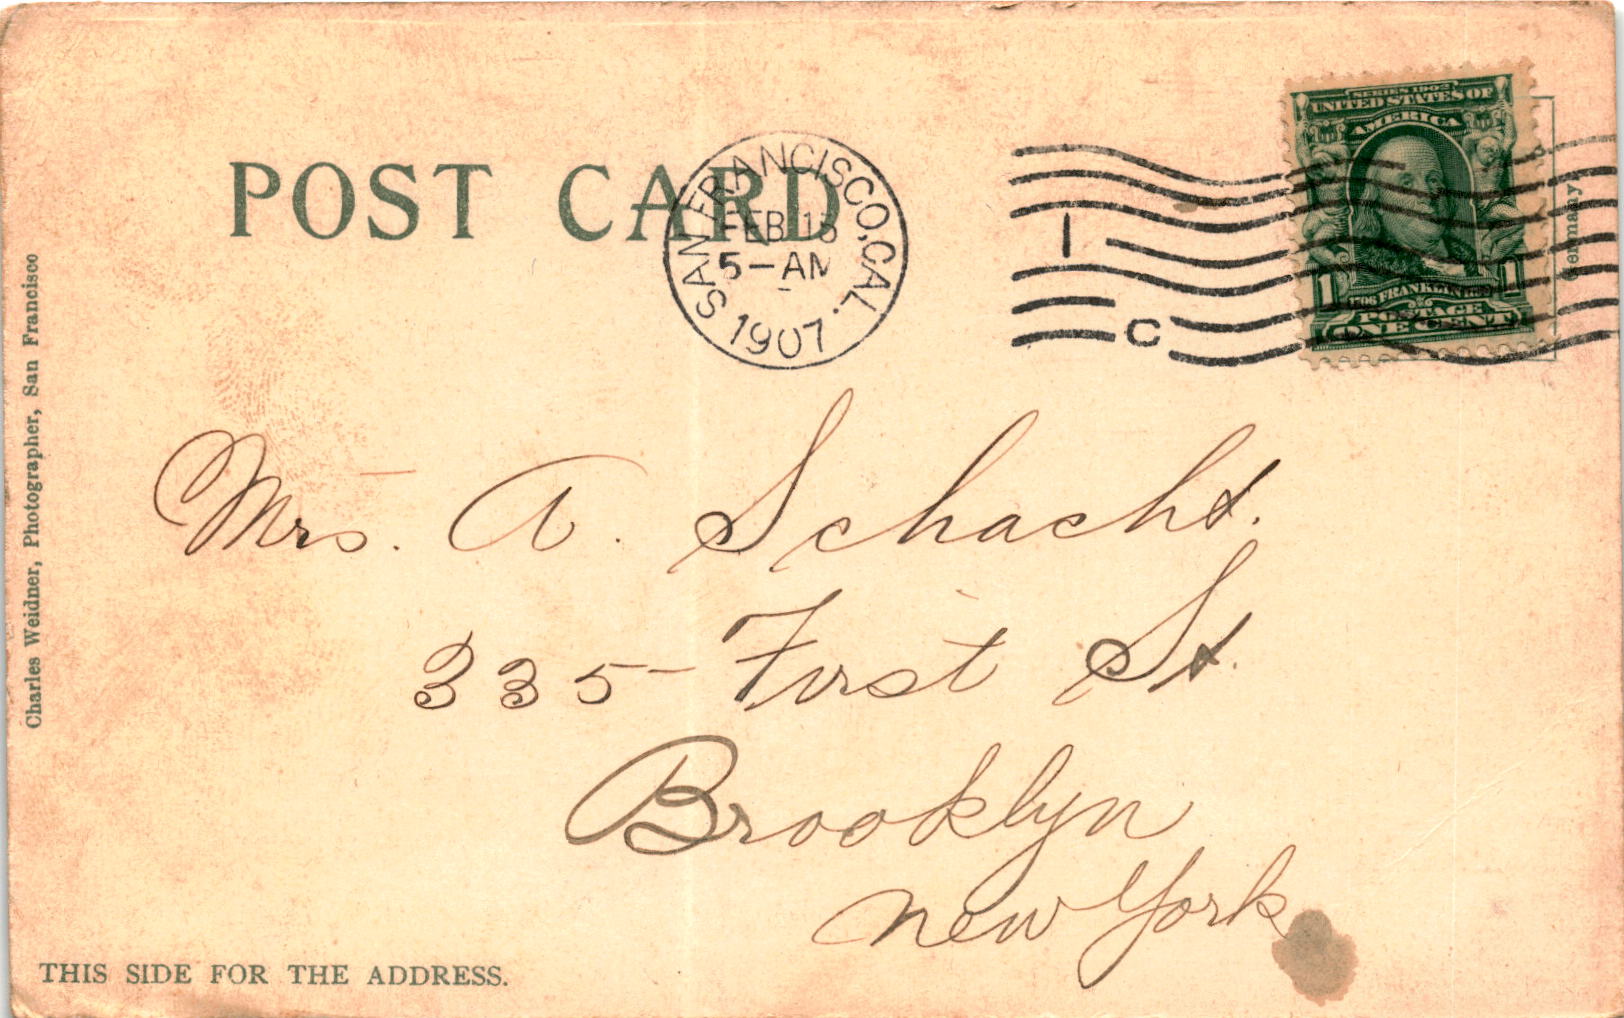 POST CARD
SAN FRANCISCO, CAL.
FEB 15
5-AM
1907
1
C
SERIES 1902
UNITED STATES OF
AMERICA
1 1
1706 FRANKLIN 1790
POSTAGE
ONE CENT
Germany
Charles Weidner, Photographer, San Francisco
Mrs. A. Schacht.
335- First St.
Brooklyn
New York
THIS SIDE FOR THE ADDRESS.